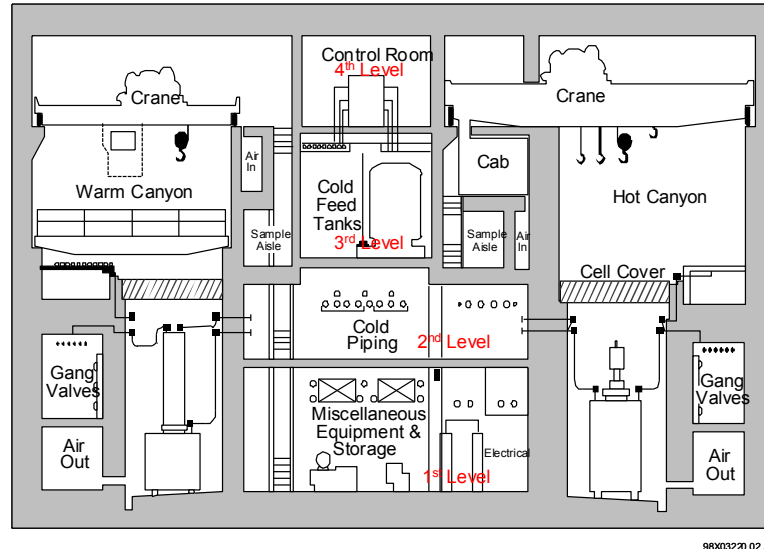 Control Room
4th Level
Crane
Crane
Air
In
Cab
Warm Canyon
Cold
Feed
Tanks
3rd Level
Hot Canyon
Sample
Aisle
Sample
Aisle
Air
In
Cell Cover
Cold
Piping
2nd Level
Gang
Valves
Gang
Valves
Miscellaneous
Equipment &
Storage
Electrical
Air
Out
Air
Out
1st Level
98X03220.02